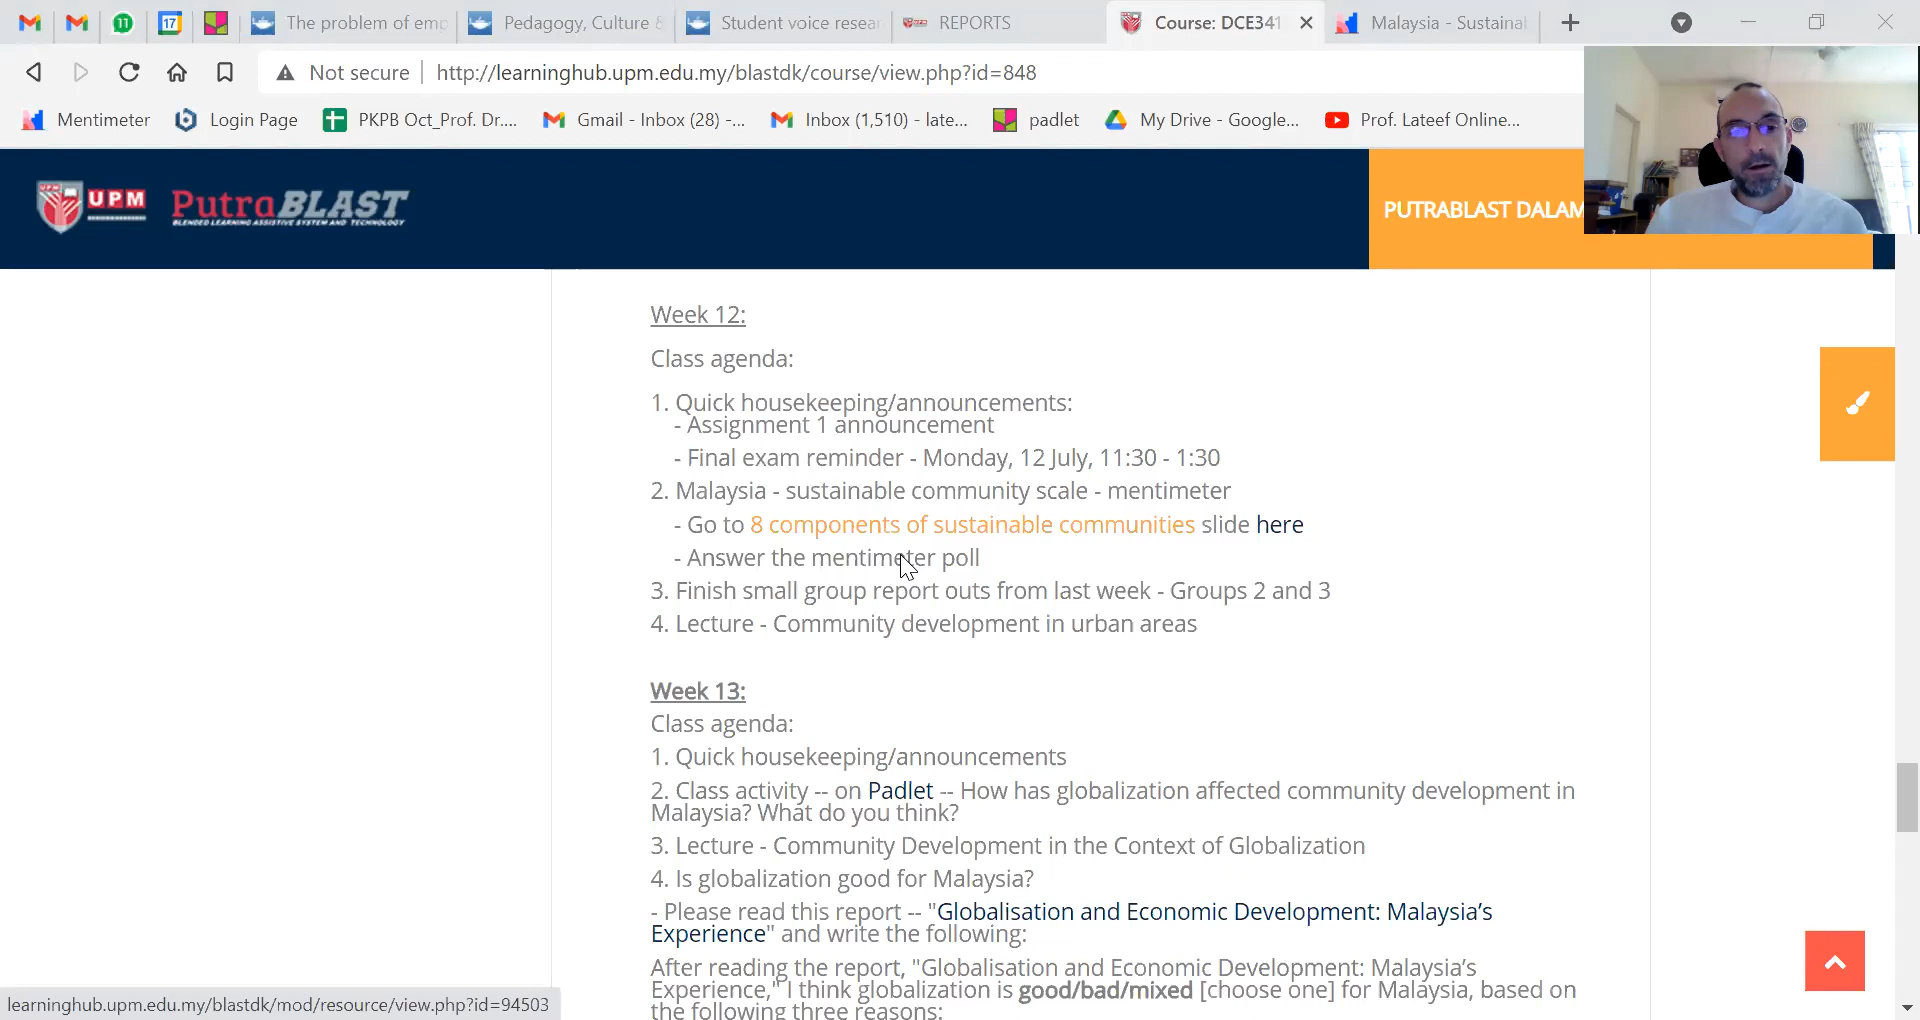 The problem of emp
Pedagogy, Culture &
Student voice resear
REPORTS
Course: DCE341
Malaysia - Sustainab
Not secure
http://learninghub.upm.edu.my/blastdk/course/view.php?id=848
Mentimeter
Login Page
PKPB Oct_Prof. Dr....
Gmail - Inbox (28) -...
Inbox (1,510) - late...
padlet
My Drive - Google...
Prof. Lateef Online...
UPM
PutraBLAST
BLENDED LEARNING ASSISTIVE SYSTEM AND TECHNOLOGY
PUTRABLAST DALAM
Week 12:
Class agenda:
1. Quick housekeeping/announcements:
- Assignment 1 announcement
- Final exam reminder - Monday, 12 July, 11:30 - 1:30
2. Malaysia - sustainable community scale - mentimeter
- Go to 8 components of sustainable communities slide here
- Answer the mentimeter poll
3. Finish small group report outs from last week - Groups 2 and 3
4. Lecture - Community development in urban areas
Week 13:
Class agenda:
1. Quick housekeeping/announcements
2. Class activity -- on Padlet -- How has globalization affected community development in
Malaysia? What do you think?
3. Lecture - Community Development in the Context of Globalization
4. Is globalization good for Malaysia?
- Please read this report -- "Globalisation and Economic Development: Malaysia's
Experience" and write the following:
After reading the report, "Globalisation and Economic Development: Malaysia's
Experience," I think globalization is good/bad/mixed [choose one] for Malaysia, based on
the following three reasons:
learninghub.upm.edu.my/blastdk/mod/resource/view.php?id=94503